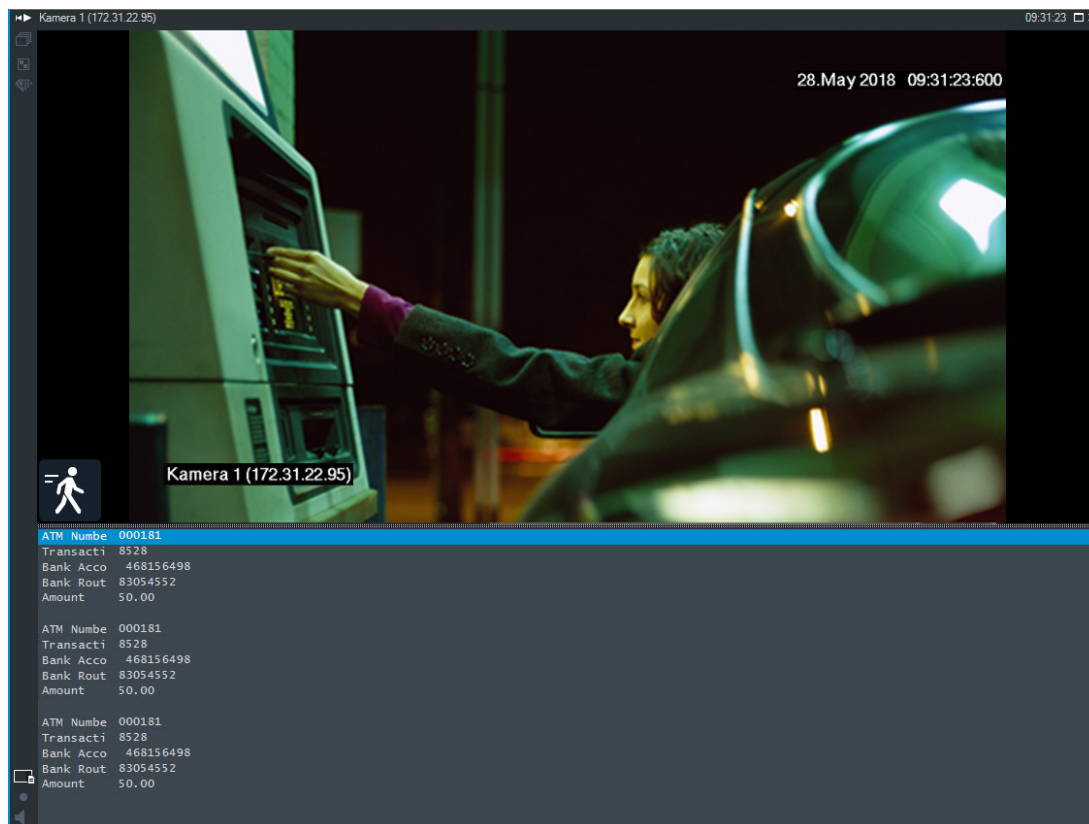 Kamera 1 (172.31.22.95) 09:31:23
28.May 2018 09:31:23:600
Kamera 1 (172.31.22.95)
ATM Numbe 000181
Transacti 8528
Bank Acco 468156498
Bank Rout 83054552
Amount 50.00
ATM Numbe 000181
Transacti 8528
Bank Acco 468156498
Bank Rout 83054552
Amount 50.00
ATM Numbe 000181
Transacti 8528
Bank Acco 468156498
Bank Rout 83054552
Amount 50.00